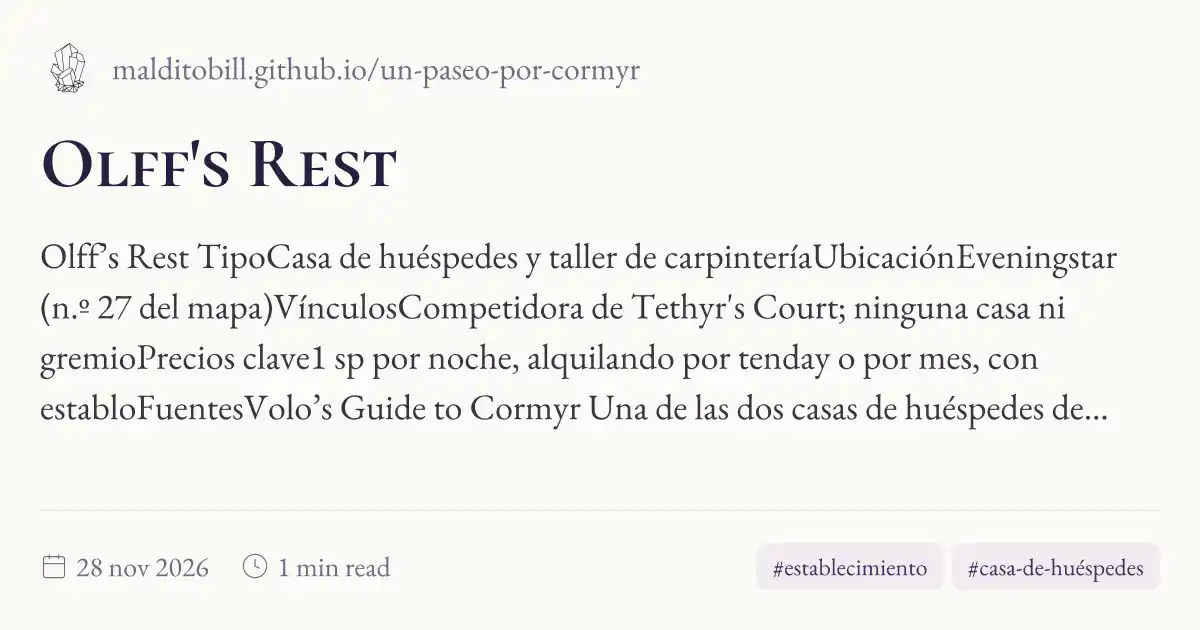 malditobill.github.io/un-paseo-por-cormyr
Olff's Rest
Olff’s Rest TipoCasa de huéspedes y taller de carpinteríaUbicaciónEveningstar
(n.º 27 del mapa)VínculosCompetidora de Tethyr's Court; ninguna casa ni
gremioPrecios clave1 sp por noche, alquilando por tenday o por mes, con
establoFuentesVolo’s Guide to Cormyr Una de las dos casas de huéspedes de...
28 nov 2026 1 min read #establecimiento #casa-de-huéspedes